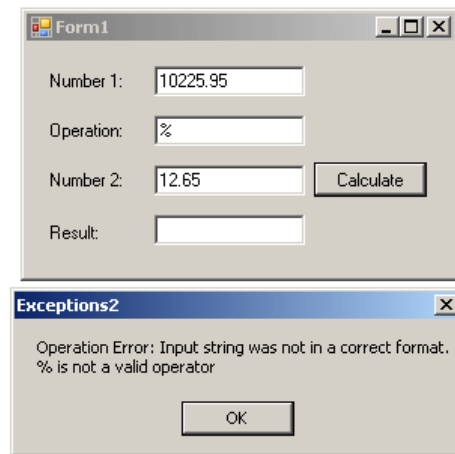 Form1
Number 1: 10225.95
Operation: %
Number 2: 12.65 Calculate
Result:
Exceptions2
Operation Error: Input string was not in a correct format.
% is not a valid operator
OK